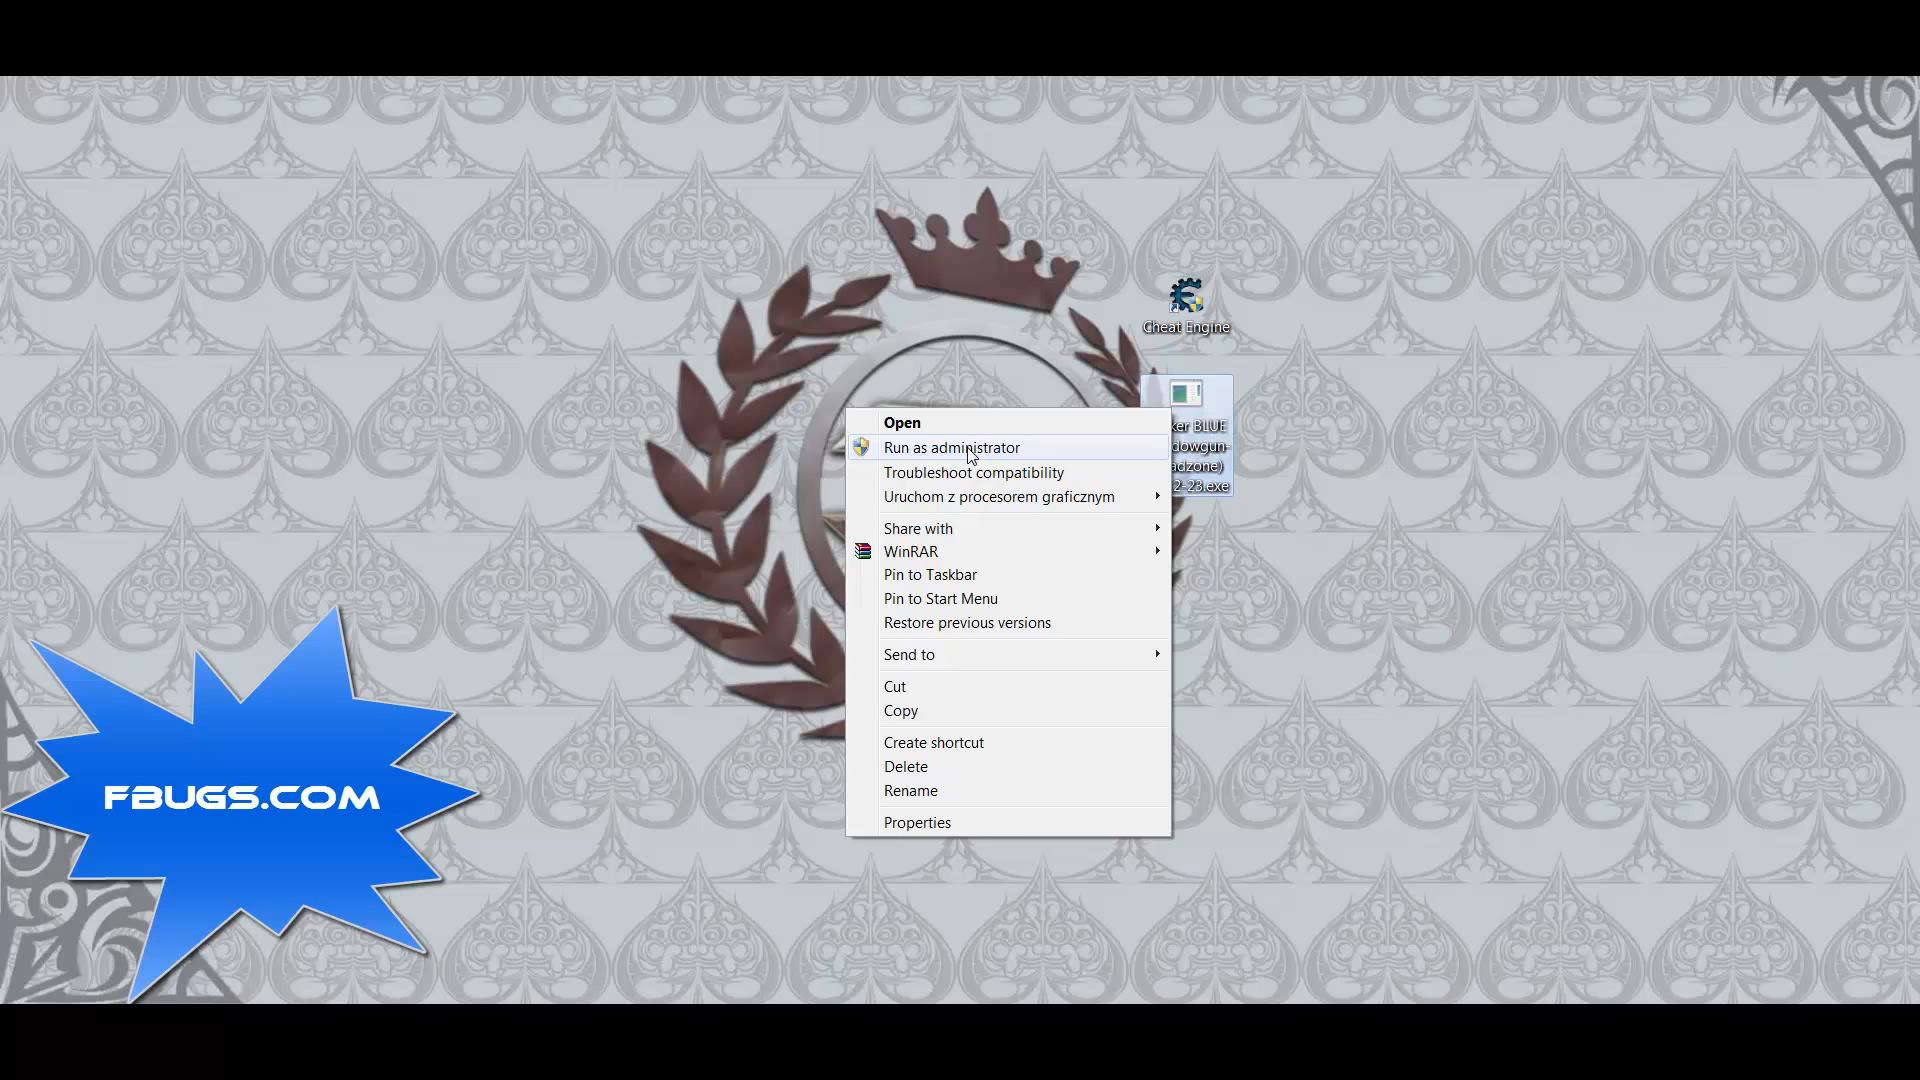 Cheat Engine
Open
Run as administrator
Troubleshoot compatibility
Uruchom z procesorem graficznym
Share with
WinRAR
Pin to Taskbar
Pin to Start Menu
Restore previous versions
Send to
Cut
Copy
Create shortcut
Delete
Rename
Properties
ker BLUE
dowgun-
adzone)
2-23.exe
FBUGS.COM